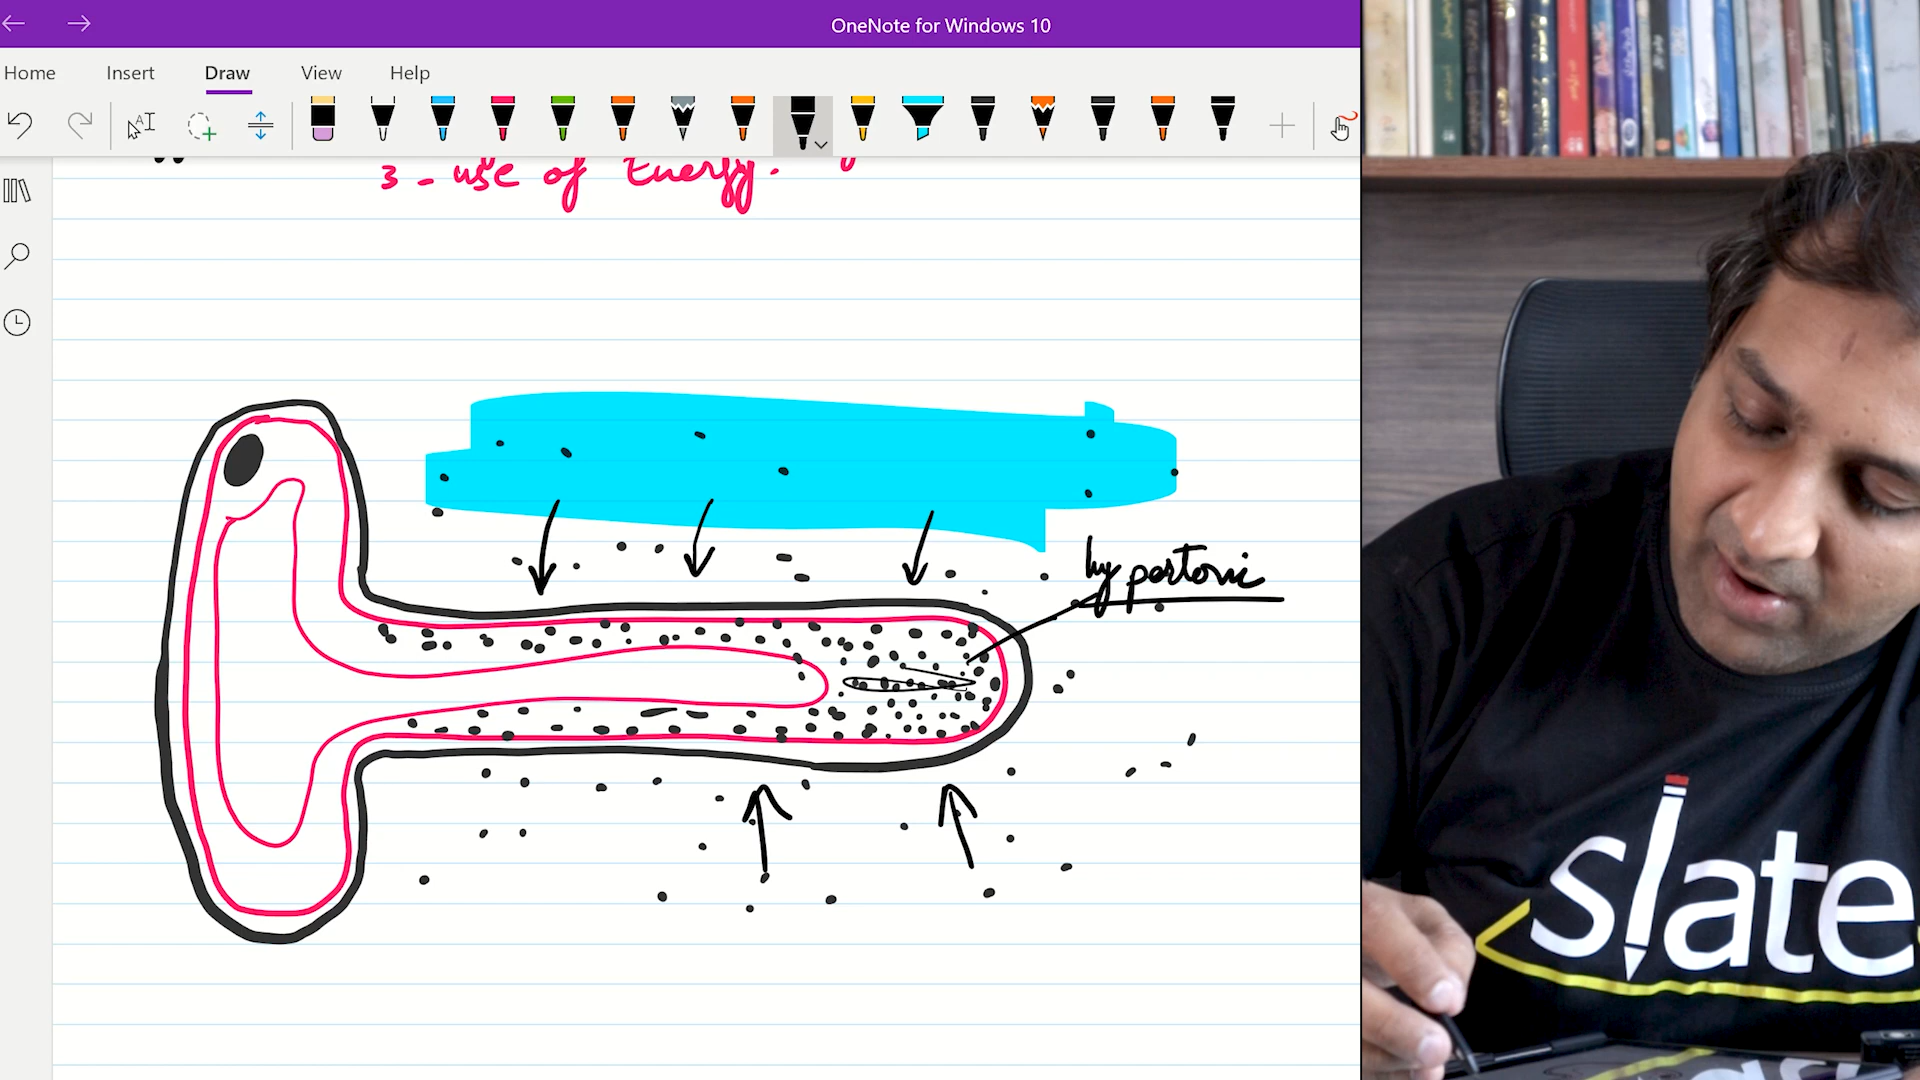 OneNote for Windows 10
Home Insert Draw View Help
3 - use of Energy.
hypertonic
slate